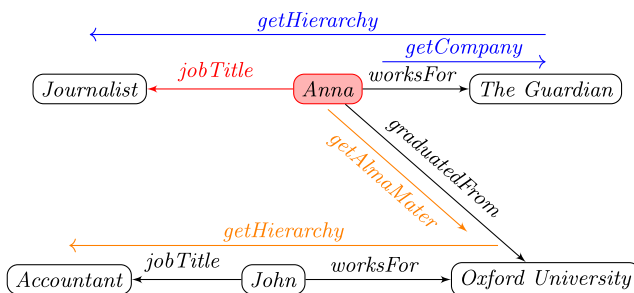 getHierarchy
getCompany
jobTitle
worksFor
Journalist
Anna
The Guardian
graduatedFrom
getAlmaMater
getHierarchy
jobTitle
worksFor
Accountant
John
Oxford University